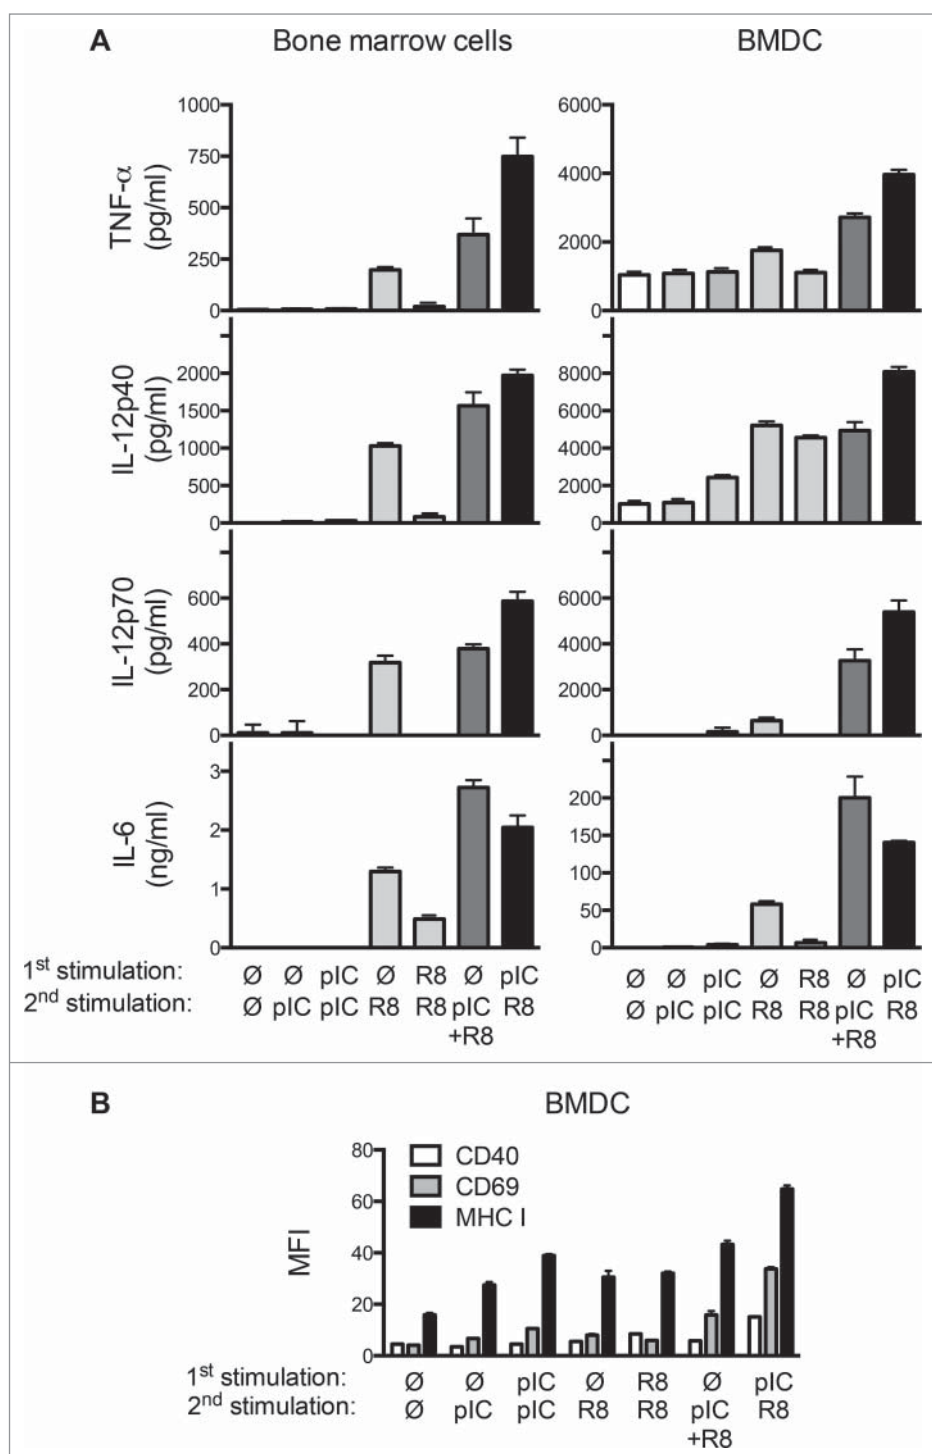 A
Bone marrow cells
BMDC
TNF-α
(pg/ml)
1000
750
500
250
0
6000
4000
2000
0
IL-12p40
(pg/ml)
2000
1500
1000
500
0
8000
6000
4000
2000
0
IL-12p70
(pg/ml)
600
400
200
0
6000
4000
2000
0
IL-6
(ng/ml)
3
2
1
0
200
150
100
50
0
1st stimulation: Ø Ø pIC Ø R8 Ø pIC Ø Ø pIC Ø R8 Ø pIC
2nd stimulation: Ø pIC pIC R8 R8 pIC R8 Ø pIC pIC R8 R8 pIC R8
+R8 +R8
B
BMDC
MFI
80
60
40
20
0
CD40
CD69
MHC I
1st stimulation: Ø Ø pIC Ø R8 Ø pIC
2nd stimulation: Ø pIC pIC R8 R8 pIC R8
+R8